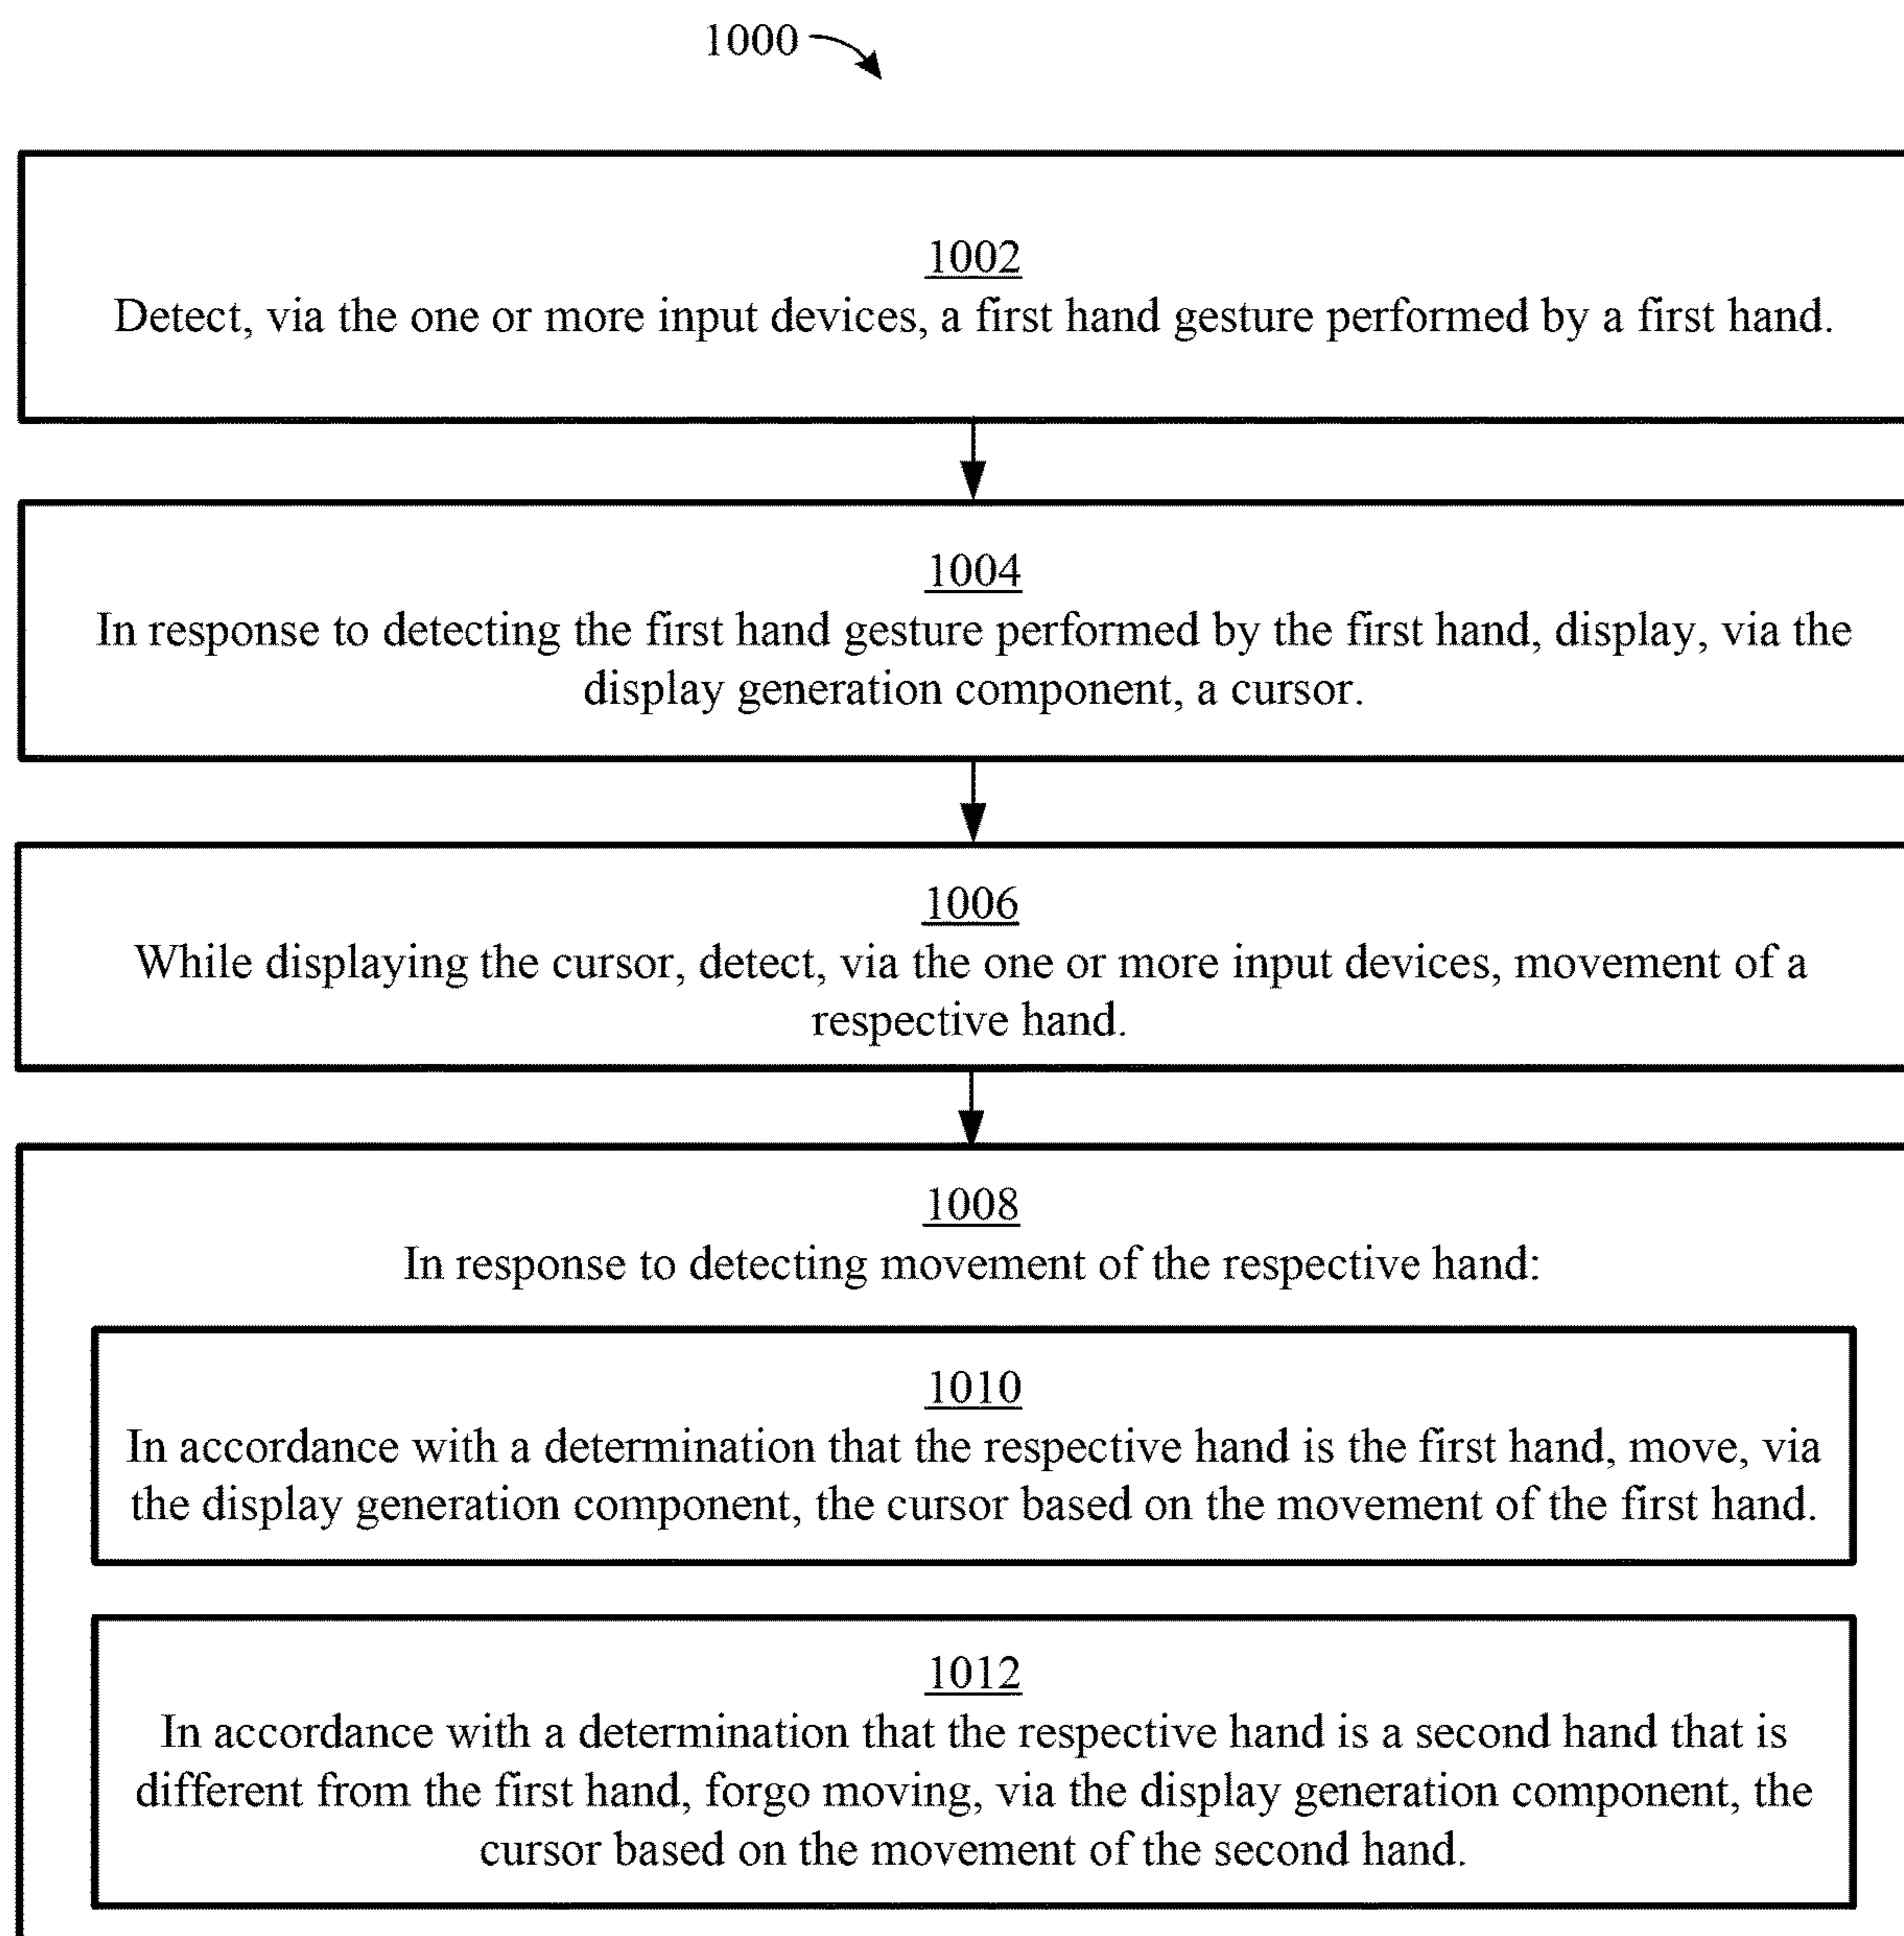 1000
1002
Detect, via the one or more input devices, a first hand gesture performed by a first hand.
1004
In response to detecting the first hand gesture performed by the first hand, display, via the
display generation component, a cursor.
1006
While displaying the cursor, detect, via the one or more input devices, movement of a
respective hand.
1008
In response to detecting movement of the respective hand:
1010
In accordance with a determination that the respective hand is the first hand, move, via
the display generation component, the cursor based on the movement of the first hand.
1012
In accordance with a determination that the respective hand is a second hand that is
different from the first hand, forgo moving, via the display generation component, the
cursor based on the movement of the second hand.